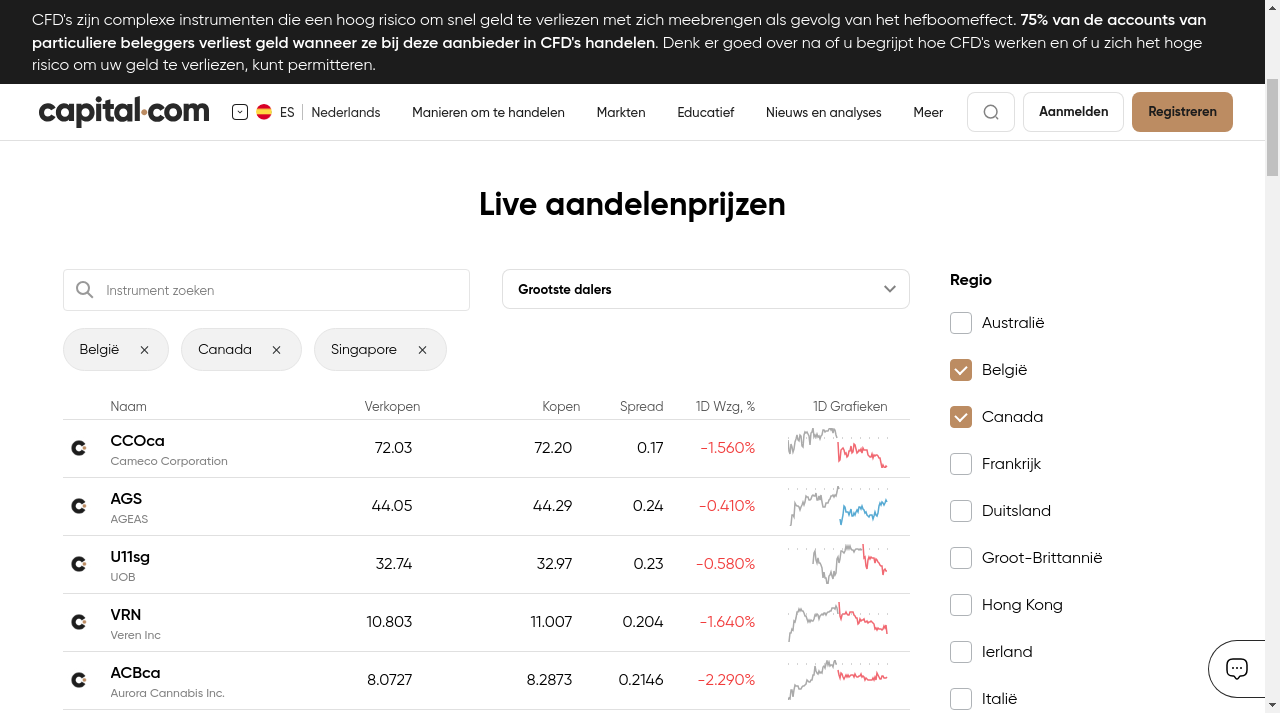 CFD's zijn complexe instrumenten die een hoog risico om snel geld te verliezen met zich meebrengen als gevolg van het hefboomeffect. 75% van de accounts van
particuliere beleggers verliest geld wanneer ze bij deze aanbieder in CFD's handelen. Denk er goed over na of u begrijpt hoe CFD's werken en of u zich het hoge
risico om uw geld te verliezen, kunt permitteren.
capital.com ES Nederlands Manieren om te handelen Markten Educatief Nieuws en analyses Meer Aanmelden Registreren
Live aandelenprijzen
Instrument zoeken
Grootste dalers
België Canada Singapore
Naam Verkopen Kopen Spread 1D Wzg, % 1D Grafieken
CCOca 72.03 72.20 0.17 -1.560%
Cameco Corporation
AGS 44.05 44.29 0.24 -0.410%
AGEAS
U11sg 32.74 32.97 0.23 -0.580%
UOB
VRN 10.803 11.007 0.204 -1.640%
Veren Inc
ACBca 8.0727 8.2873 0.2146 -2.290%
Aurora Cannabis Inc.
Regio
Australië
België
Canada
Frankrijk
Duitsland
Groot-Brittannië
Hong Kong
Ierland
Italië